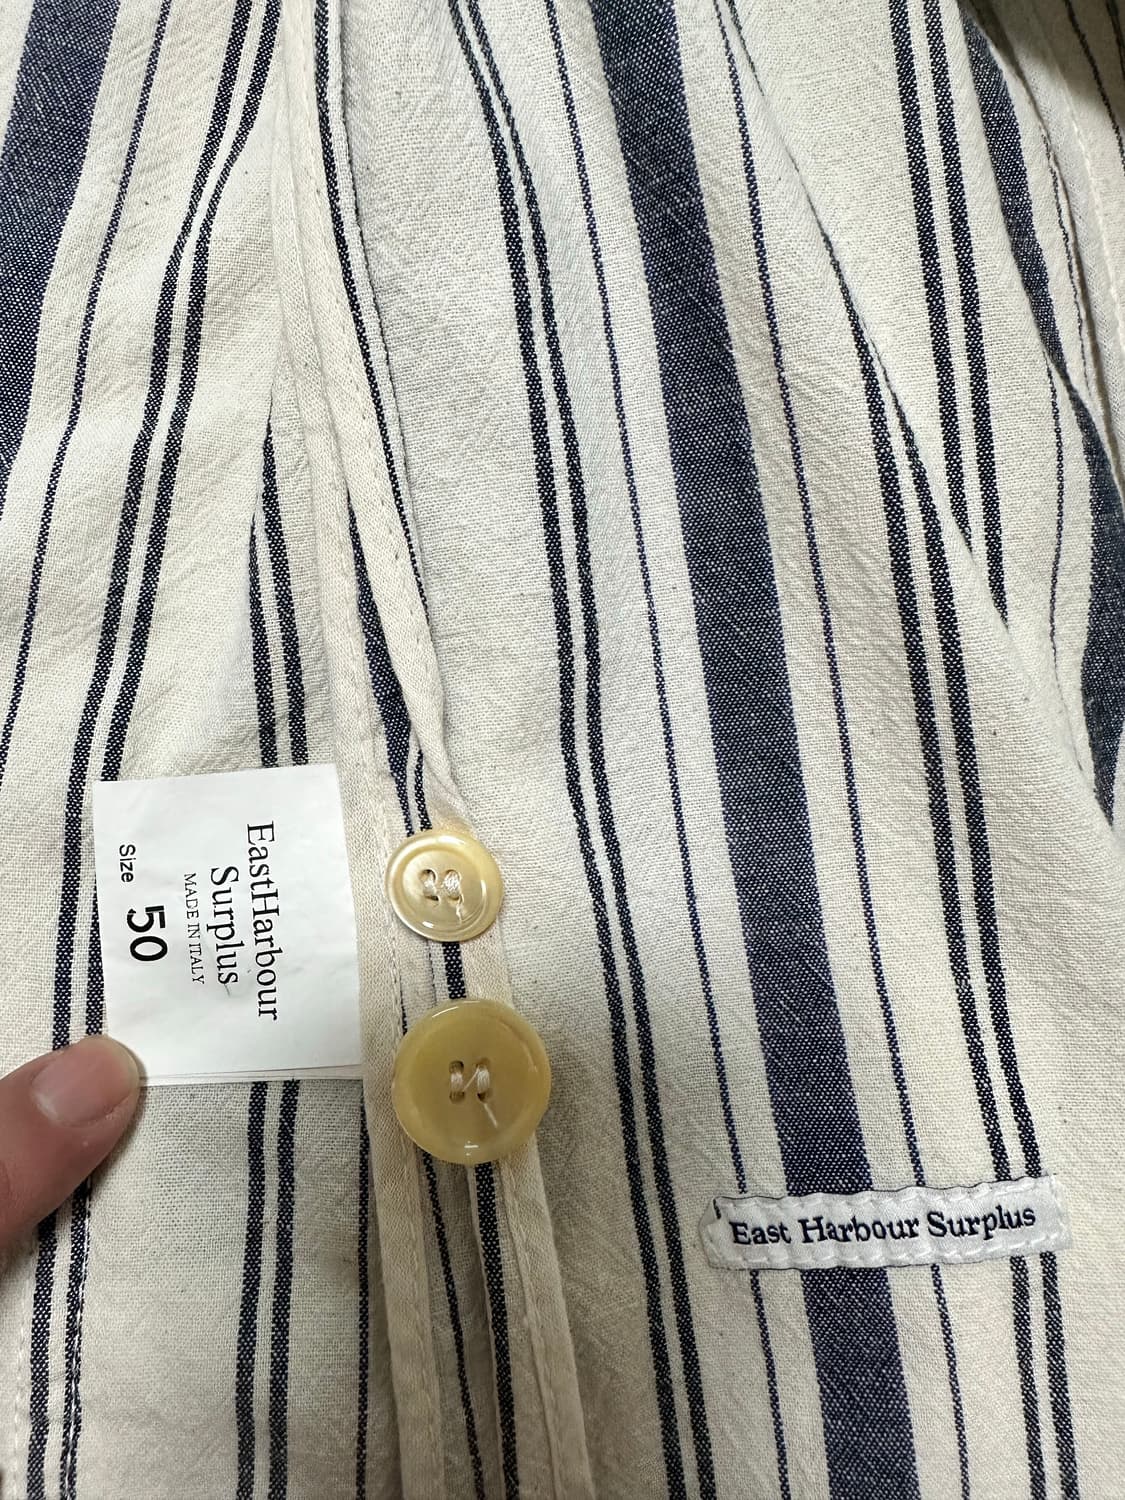 EastHarbour
Surplus
MADE IN ITALY
Size 50
East Harbour Surplus